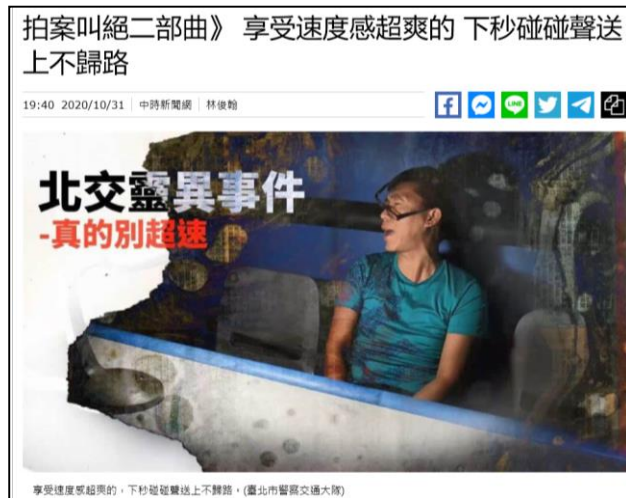 拍案叫絕二部曲》 享受速度感超爽的 下秒碰碰聲送
上不歸路
19:40 2020/10/31 | 中時新聞網 | 林俊翰
LINE
北交靈異事件
-真的別超速
享受速度感超爽的,下秒碰碰聲送上不歸路。(臺北市警察交通大隊)